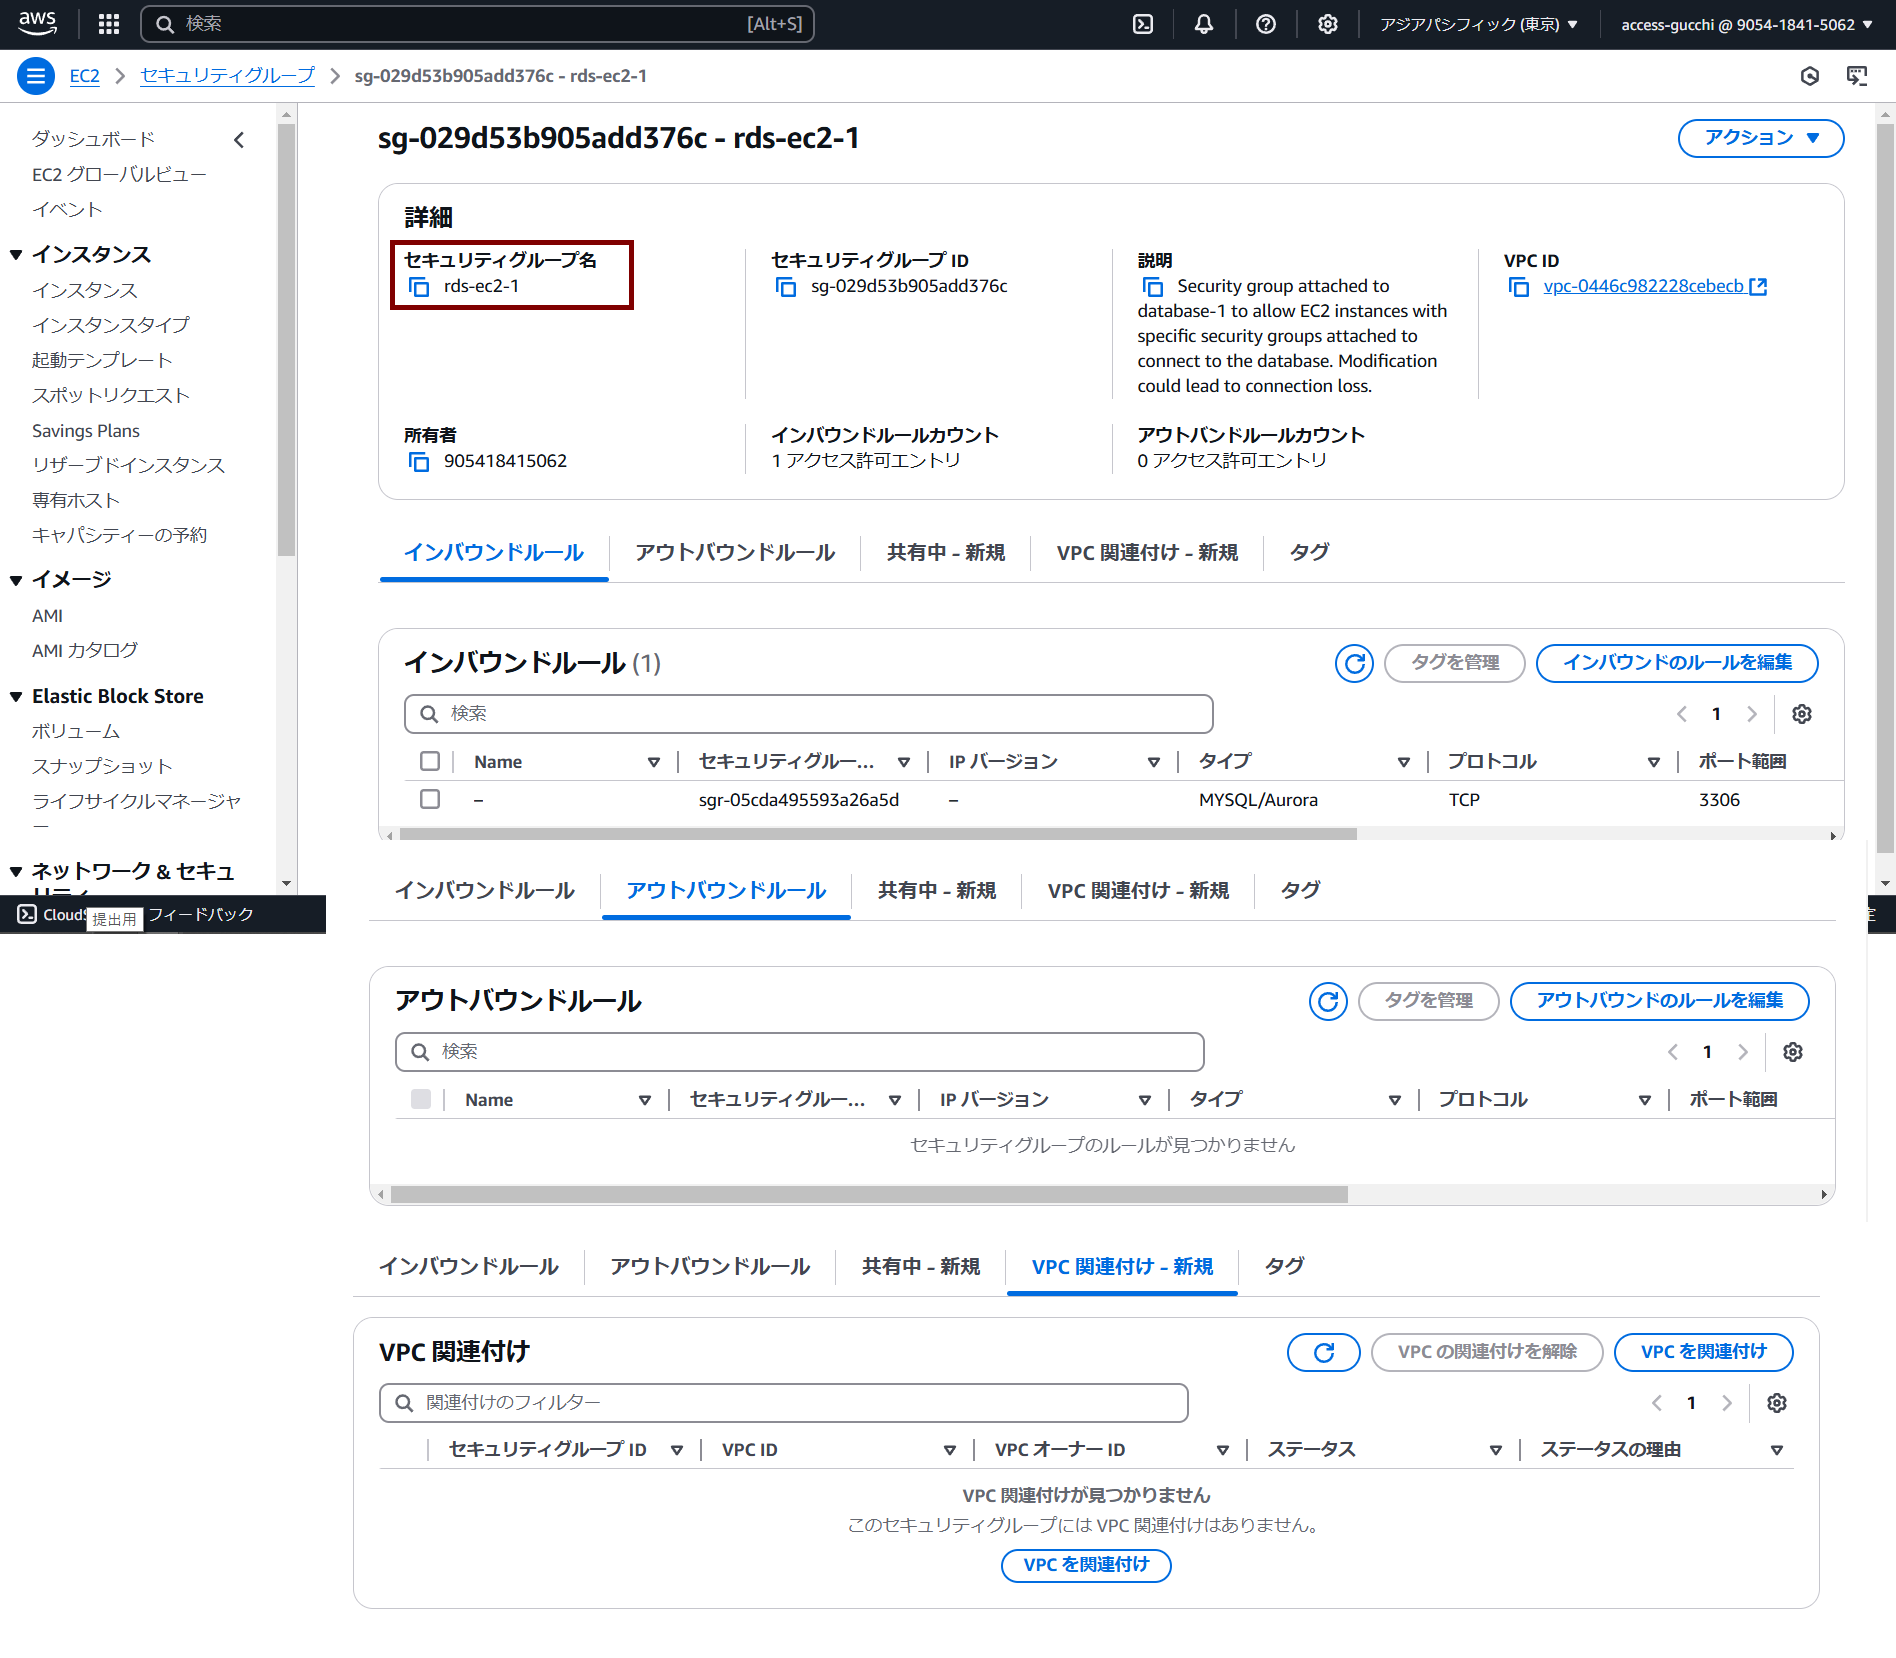 aws
検索
[Alt+S]
アジアパシフィック (東京)
access-gucchi @ 9054-1841-5062
EC2
セキュリティグループ
sg-029d53b905add376c - rds-ec2-1
ダッシュボード
EC2 グローバルビュー
イベント
インスタンス
インスタンス
インスタンスタイプ
起動テンプレート
スポットリクエスト
Savings Plans
リザーブドインスタンス
専有ホスト
キャパシティーの予約
イメージ
AMI
AMI カタログ
Elastic Block Store
ボリューム
スナップショット
ライフサイクルマネージャ
ー
ネットワーク & セキュ
リティ
提出用
フィードバック
sg-029d53b905add376c - rds-ec2-1
アクション
詳細
セキュリティグループ名
rds-ec2-1
セキュリティグループ ID
sg-029d53b905add376c
説明
Security group attached to
database-1 to allow EC2 instances with
specific security groups attached to
connect to the database. Modification
could lead to connection loss.
VPC ID
vpc-0446c982228cebecb
所有者
905418415062
インバウンドルールカウント
1 アクセス許可エントリ
アウトバンドルールカウント
0 アクセス許可エントリ
インバウンドルール
アウトバウンドルール
共有中 - 新規
VPC 関連付け - 新規
タグ
インバウンドルール (1)
タグを管理
インバウンドのルールを編集
検索
1
Name
セキュリティグルー...
IP バージョン
タイプ
プロトコル
ポート範囲
–
sgr-05cda495593a26a5d
–
MYSQL/Aurora
TCP
3306
インバウンドルール
アウトバウンドルール
共有中 - 新規
VPC 関連付け - 新規
タグ
アウトバウンドルール
タグを管理
アウトバウンドのルールを編集
検索
1
Name
セキュリティグルー...
IP バージョン
タイプ
プロトコル
ポート範囲
セキュリティグループのルールが見つかりません
インバウンドルール
アウトバウンドルール
共有中 - 新規
VPC 関連付け - 新規
タグ
VPC 関連付け
VPC の関連付けを解除
VPC を関連付け
関連付けのフィルター
1
セキュリティグループ ID
VPC ID
VPC オーナー ID
ステータス
ステータスの理由
VPC 関連付けが見つかりません
このセキュリティグループには VPC 関連付けはありません。
VPC を関連付け